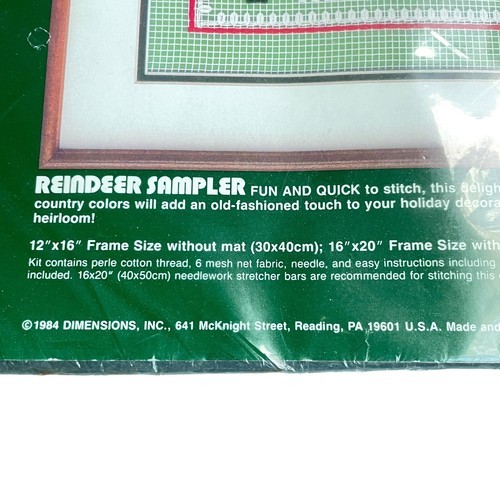 REINDEER SAMPLER FUN AND QUICK to stitch, this
country colors will add an old-fashioned touch to your holiday
heirloom!
12"x16" Frame Size without mat (30x40cm); 16"x20" Frame Size
Kit contains perle cotton thread, 6 mesh net fabric, needle, and easy instructions including
included. 16x20" (40x50cm) needlework stretcher bars are recommended for stitching this
©1984 DIMENSIONS, INC., 641 McKnight Street, Reading, PA 19601 U.S.A. Made and